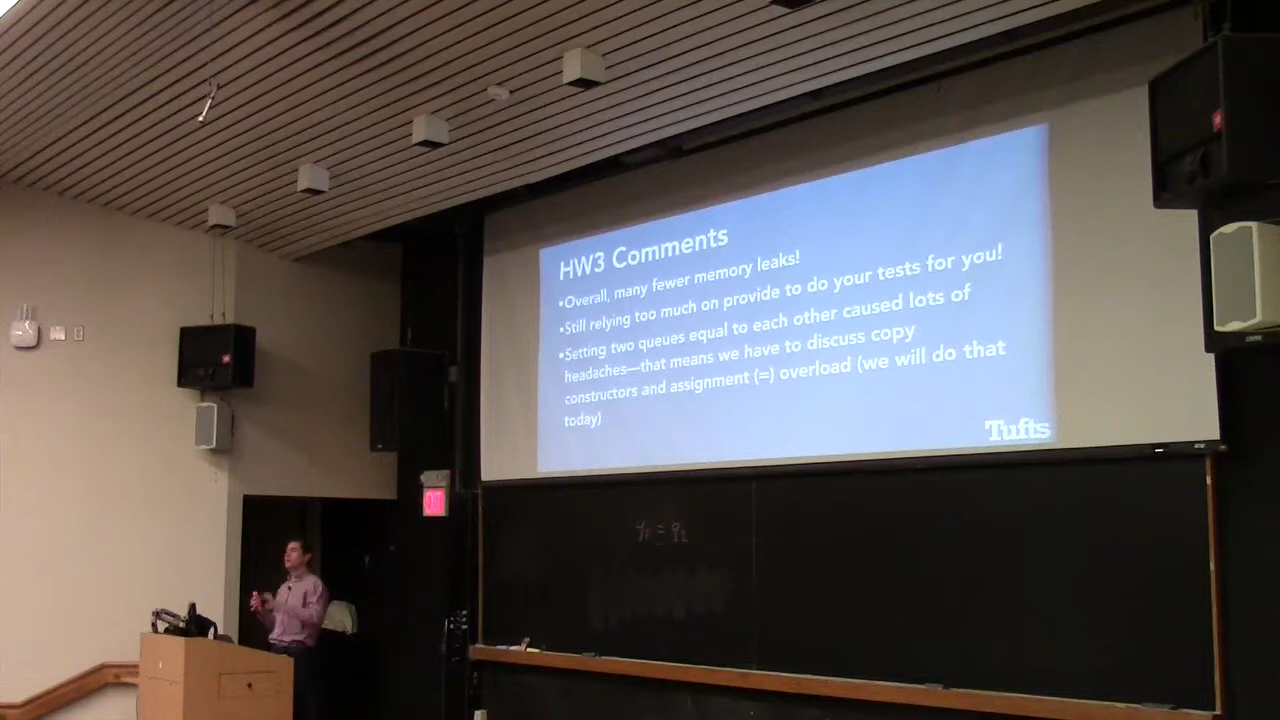 HW3 Comments
▪Overall, many fewer memory leaks!
▪Still relying too much on provide to do your tests for you!
▪Setting two queues equal to each other caused lots of
headaches—that means we have to discuss copy
constructors and assignment (=) overload (we will do that
today)
Tufts
EXIT
q₁ = q₂